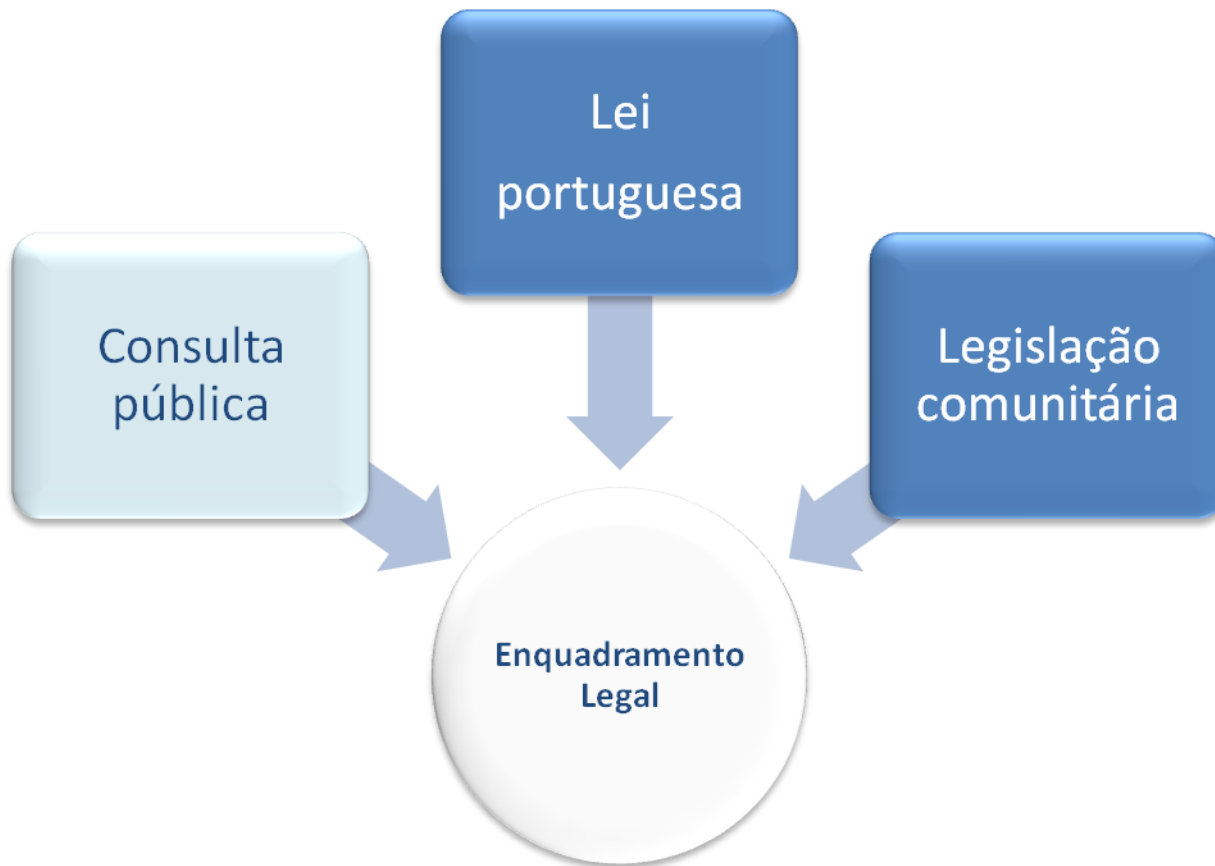 Lei
portuguesa
Consulta
pública
Legislação
comunitária
Enquadramento
Legal